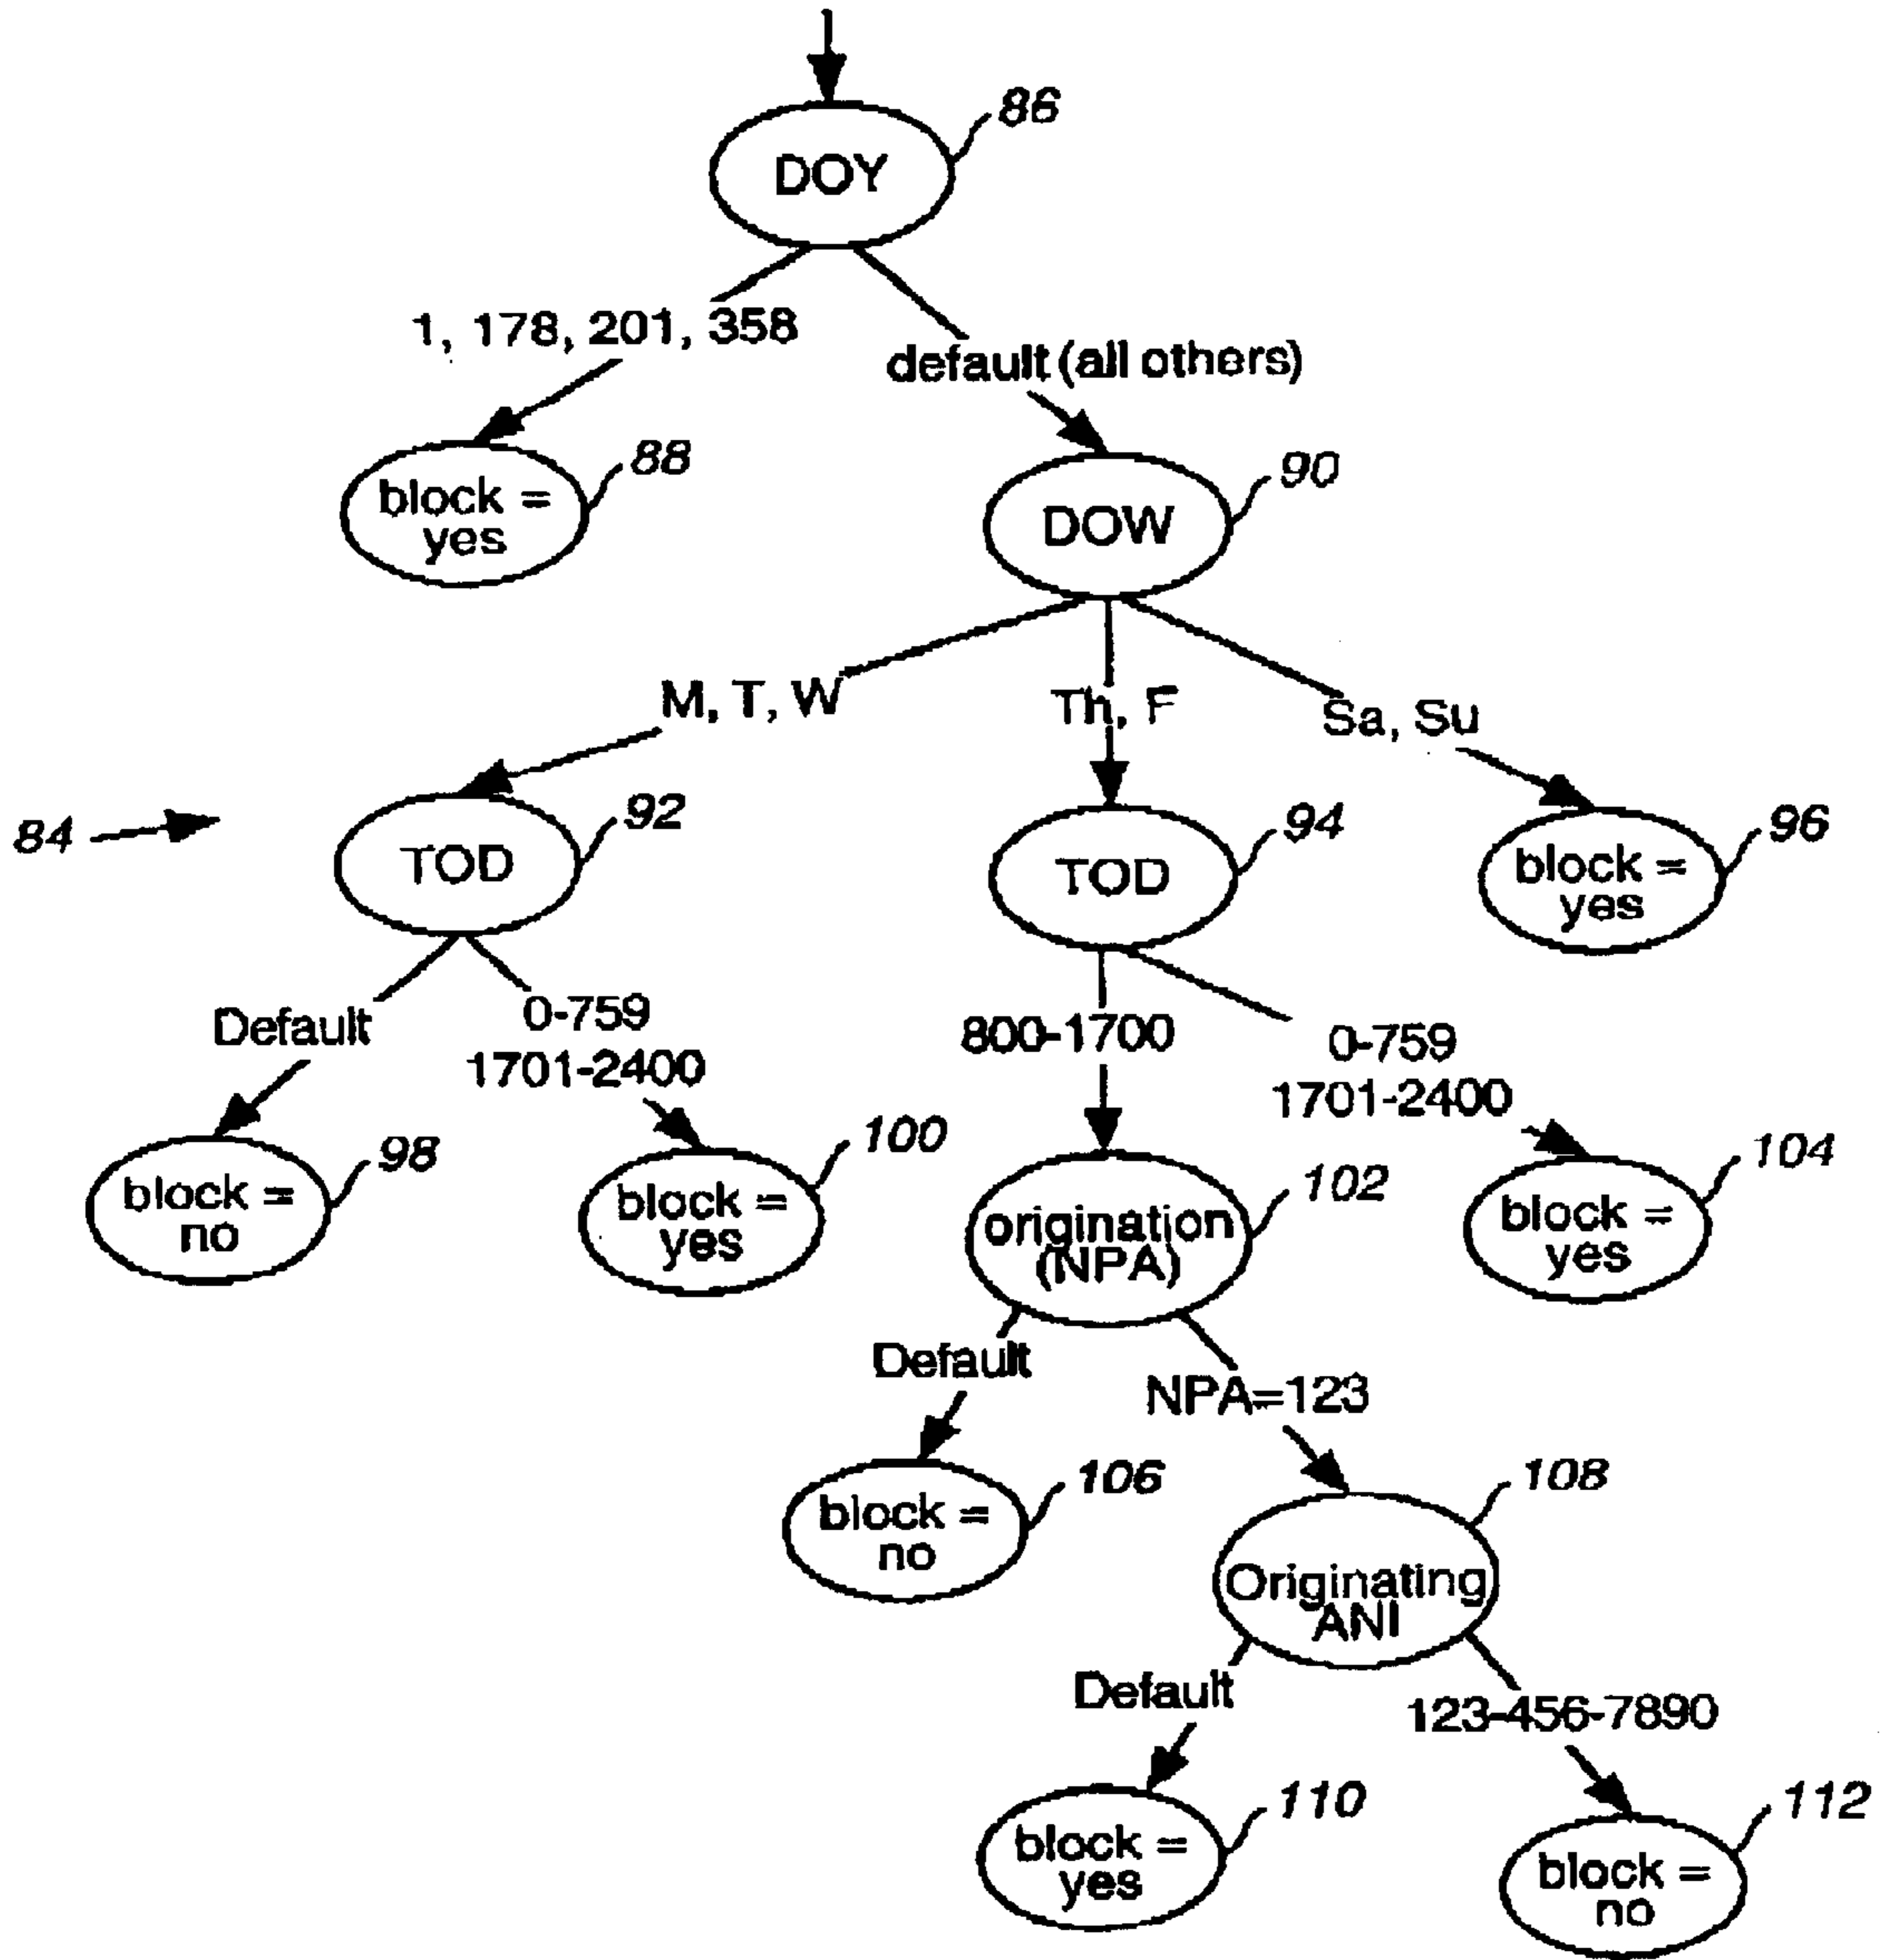 86
DOY
1, 178, 201, 358
default (all others)
88
block =
yes
90
DOW
M, T, W
Th, F
Sa, Su
84
92
TOD
94
TOD
96
block =
yes
Default
0-759
1701-2400
800-1700
0-759
1701-2400
98
block =
no
100
block =
yes
102
origination
(NPA)
104
block =
yes
Default
NPA=123
106
block =
no
108
Originating
ANI
Default
123-456-7890
110
block =
yes
112
block =
no